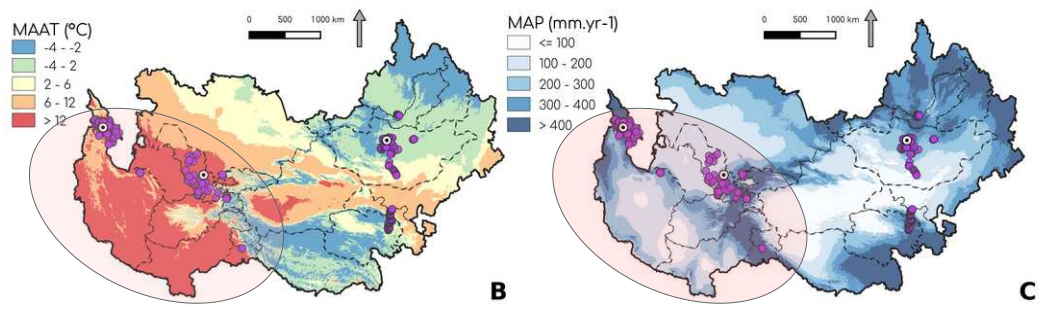 MAAT (°C)
-4 - -2
-4 - 2
2 - 6
6 - 12
> 12
0 500 1000 km
B
MAP (mm.yr-1)
<= 100
100 - 200
200 - 300
300 - 400
> 400
0 500 1000 km
C